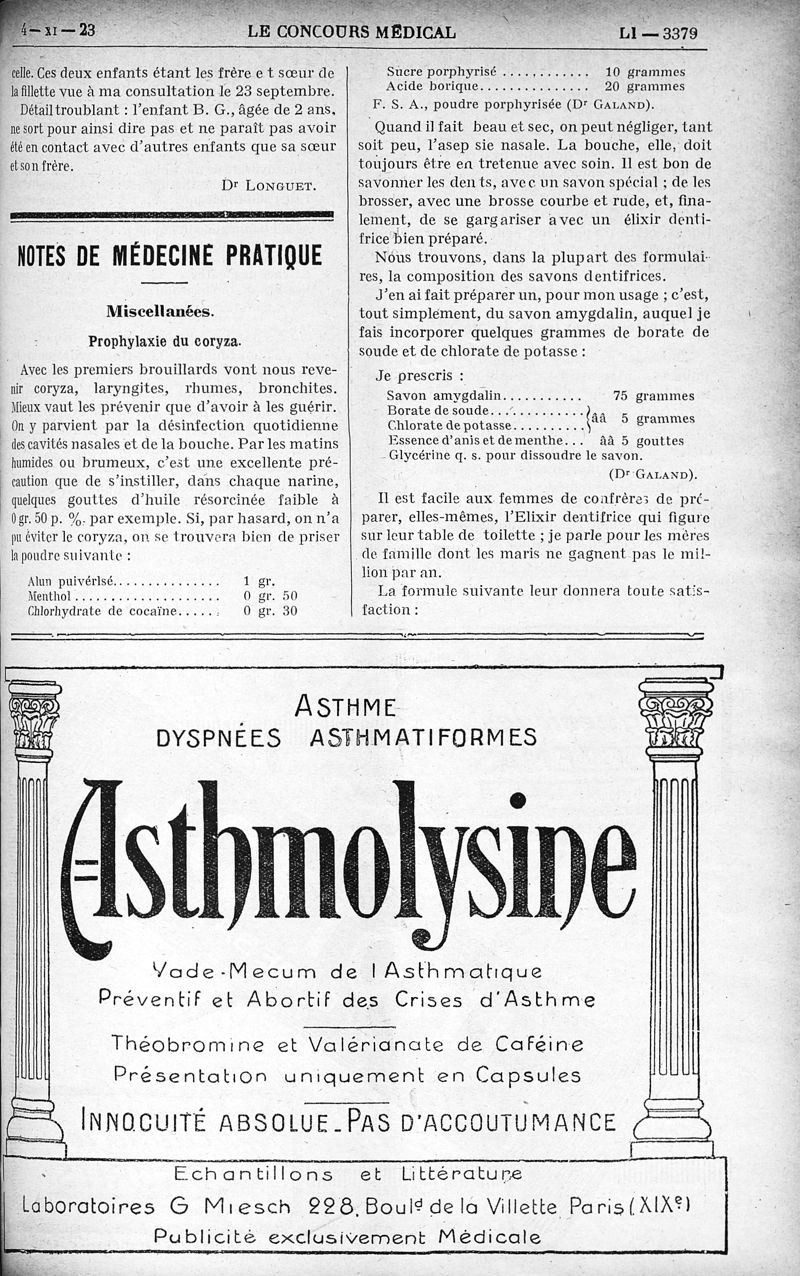 4 — XI — 23
LE CONCOURS MÉDICAL
LI — 3379
celle. Ces deux enfants étant les frère e t sœur de
la fillette vue à ma consultation le 23 septembre.
Détail troublant : l'enfant B. G., âgée de 2 ans,
ne sort pour ainsi dire pas et ne paraît pas avoir
été en contact avec d'autres enfants que sa sœur
et son frère.
Dr LONGUET.
NOTES DE MÉDECINE PRATIQUE
Miscellanées.
Prophylaxie du coryza.
Avec les premiers brouillards vont nous reve-
nir coryza, laryngites, rhumes, bronchites.
Mieux vaut les prévenir que d'avoir à les guérir.
On y parvient par la désinfection quotidienne
des cavités nasales et de la bouche. Par les matins
humides ou brumeux, c'est une excellente pré-
caution que de s'instiller, dans chaque narine,
quelques gouttes d'huile résorcinée faible à
0 gr. 50 p. %. par exemple. Si, par hasard, on n'a
pu éviter le coryza, on se trouvera bien de priser
la poudre suivante :
Alun pulvérisé............... 1 gr.
Menthol.................... 0 gr. 50
Chlorhydrate de cocaïne...... 0 gr. 30
Sucre porphyrisé ............ 10 grammes
Acide borique............... 20 grammes
F. S. A., poudre porphyrisée (Dr GALAND).
Quand il fait beau et sec, on peut négliger, tant
soit peu, l'asep sie nasale. La bouche, elle, doit
toujours être en tretenue avec soin. Il est bon de
savonner les den ts, avec un savon spécial ; de les
brosser, avec une brosse courbe et rude, et, fina-
lement, de se gargariser avec un élixir denti-
frice bien préparé.
Nous trouvons, dans la plupart des formulai-
res, la composition des savons dentifrices.
J'en ai fait préparer un, pour mon usage ; c'est,
tout simplement, du savon amygdalin, auquel je
fais incorporer quelques grammes de borate de
soude et de chlorate de potasse :
Je prescris :
Savon amygdalin........... 75 grammes
Borate de soude............ } ââ 5 grammes
Chlorate de potasse..........
Essence d'anis et de menthe... ââ 5 gouttes
Glycérine q. s. pour dissoudre le savon.
(Dr GALAND).
Il est facile aux femmes de confrères de pré-
parer, elles-mêmes, l'Elixir dentifrice qui figure
sur leur table de toilette ; je parle pour les mères
de famille dont les maris ne gagnent pas le mil-
lion par an.
La formule suivante leur donnera toute satis-
faction :
ASTHME
DYSPNÉES ASTHMATIFORMES
Asthmolysine
Vade-Mecum de l Asthmatique
Préventif et Abortif des Crises d'Asthme
Théobromine et Valérianate de Caféine
Présentation uniquement en Capsules
INNOCUITÉ ABSOLUE_PAS D'ACCOUTUMANCE
Echantillons et Littérature
Laboratoires G Miesch 228, Bould de la Villette Paris (XIXe)
Publicité exclusivement Médicale